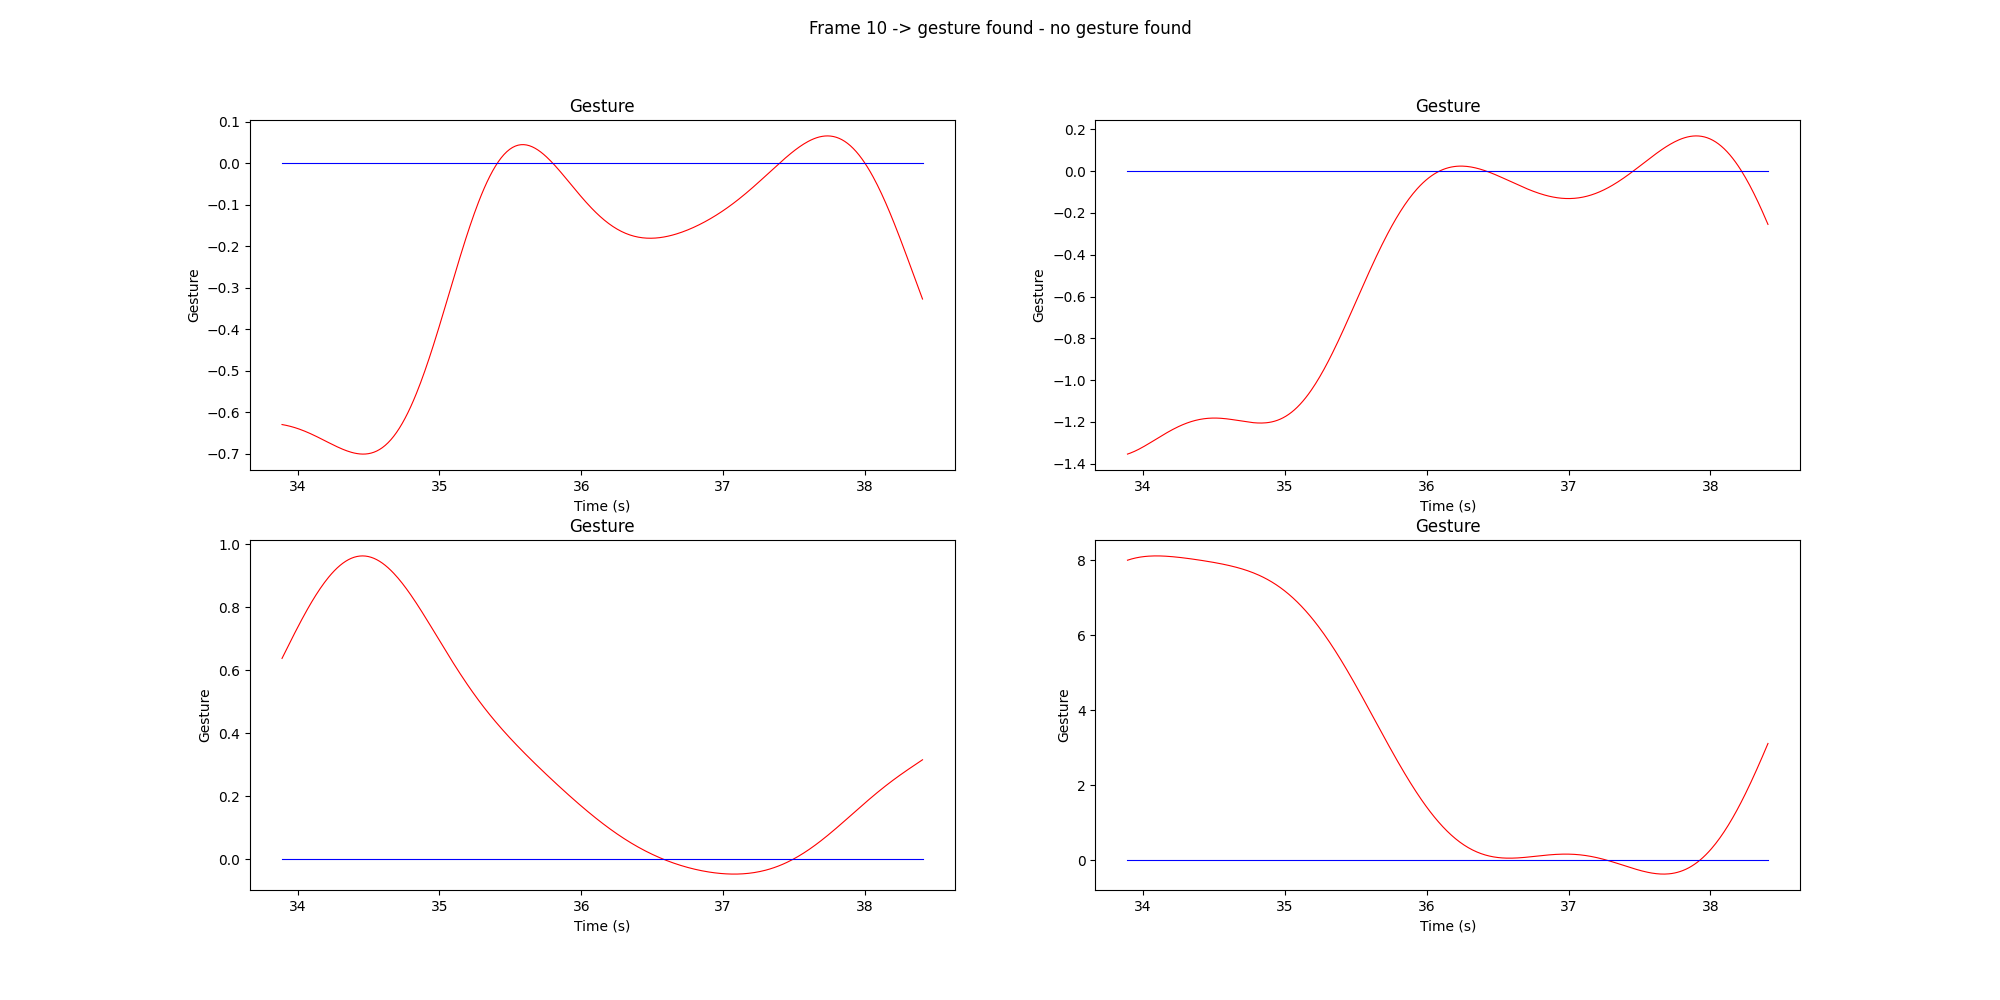 Frame 10 -> gesture found - no gesture found
Gesture
0.1
0.0
−0.1
−0.2
−0.3
−0.4
−0.5
−0.6
−0.7
Gesture
34 35 36 37 38
Time (s)
Gesture
0.2
0.0
−0.2
−0.4
−0.6
−0.8
−1.0
−1.2
−1.4
Gesture
34 35 36 37 38
Time (s)
Gesture
1.0
0.8
0.6
0.4
0.2
0.0
Gesture
34 35 36 37 38
Time (s)
Gesture
8
6
4
2
0
Gesture
34 35 36 37 38
Time (s)